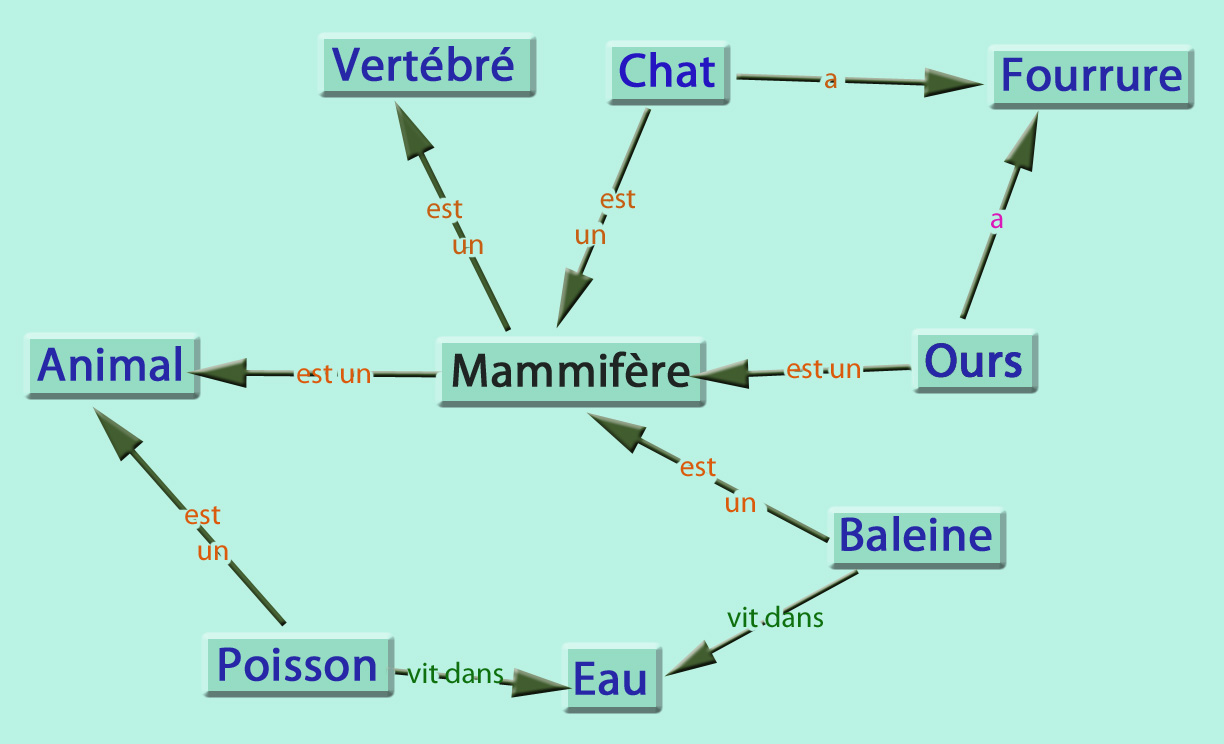 Vertébré
Chat
a
Fourrure
est
un
est
un
a
Animal
est un
Mammifère
est un
Ours
est
un
est
un
Baleine
vit dans
Poisson
vit dans
Eau